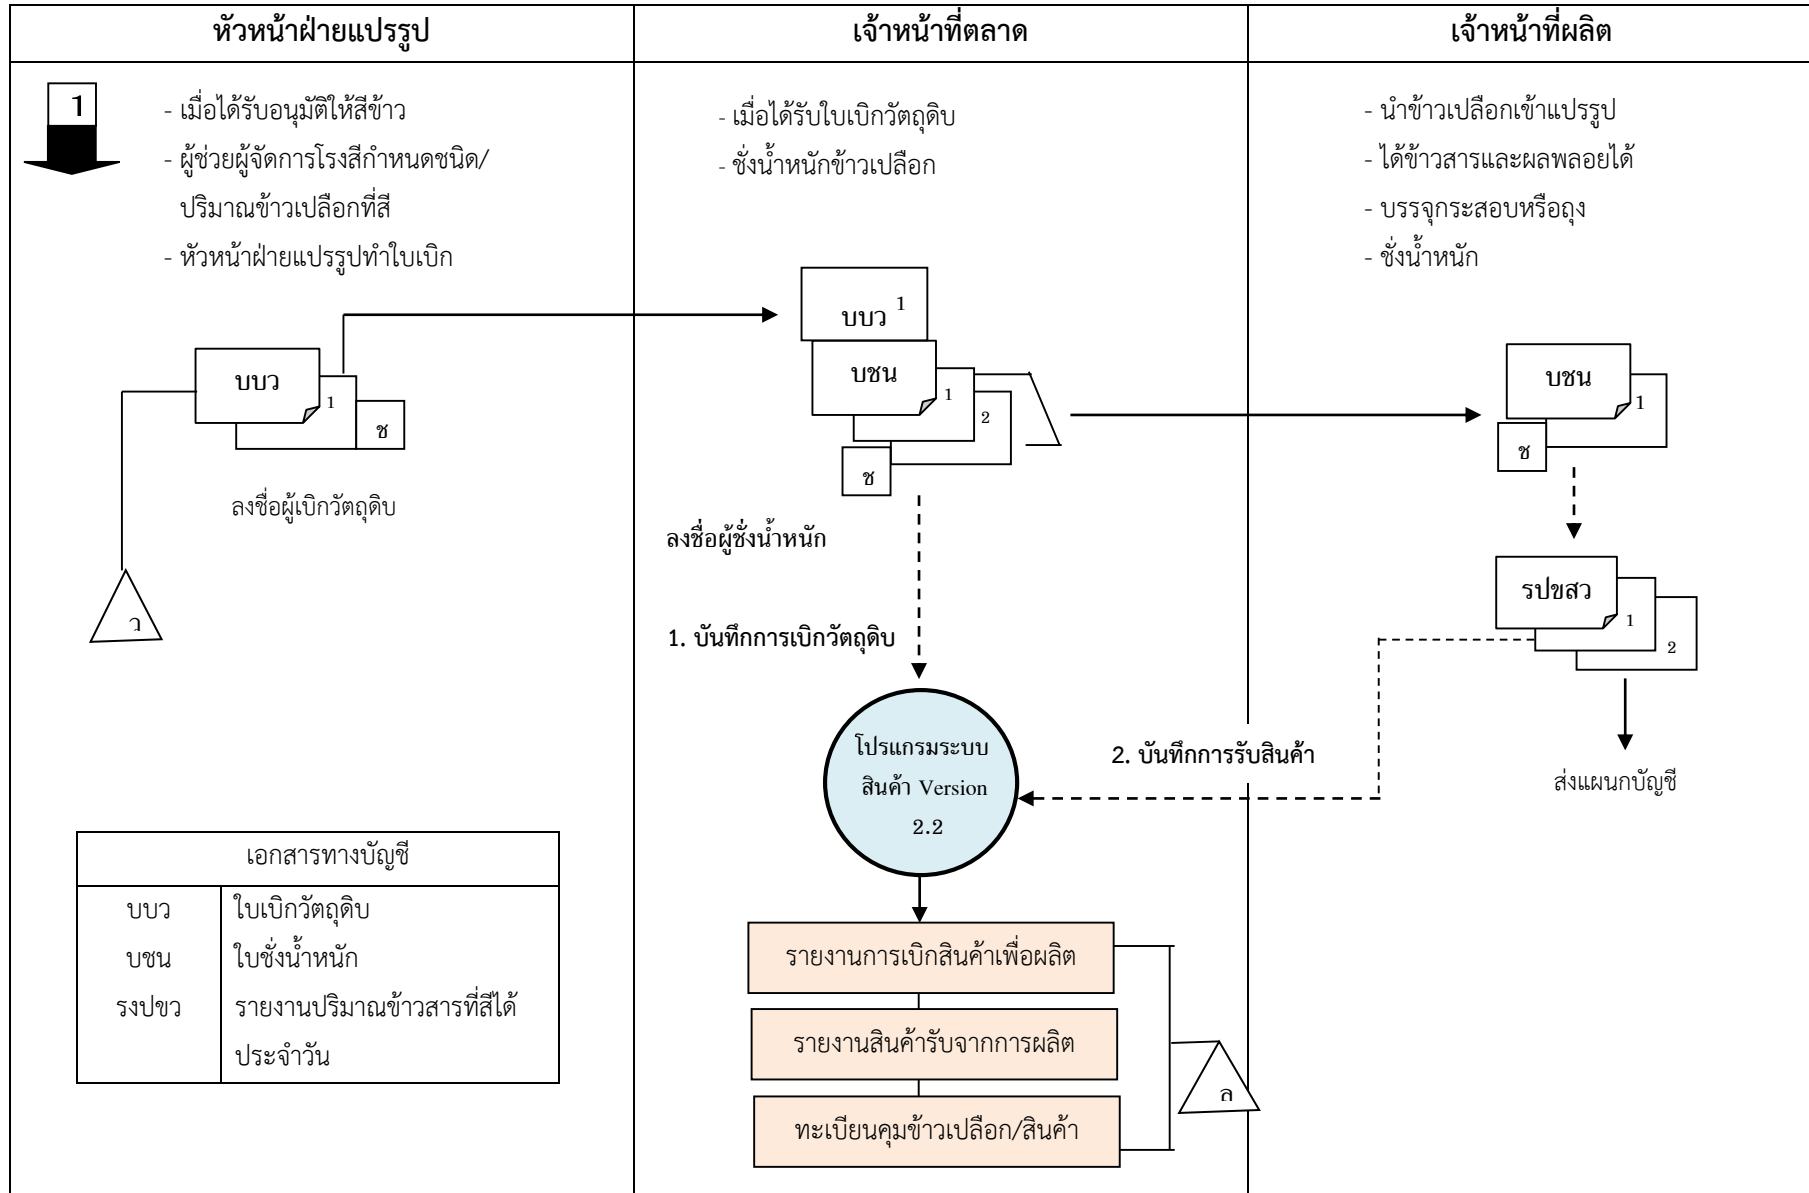 หัวหน้าฝ่ายแปรรูป
เจ้าหน้าที่ตลาด
เจ้าหน้าที่ผลิต
1
- เมื่อได้รับอนุมัติให้สีข้าว
- ผู้ช่วยผู้จัดการโรงสีกำหนดชนิด/
ปริมาณข้าวเปลือกที่สี
- หัวหน้าฝ่ายแปรรูปทำใบเบิก
บบว
1
ช
ลงชื่อผู้เบิกวัตถุดิบ
ว
- เมื่อได้รับใบเบิกวัตถุดิบ
- ชั่งน้ำหนักข้าวเปลือก
บบว 1
บชน
1
2
ช
ลงชื่อผู้ชั่งน้ำหนัก
1. บันทึกการเบิกวัตถุดิบ
โปรแกรมระบบ
สินค้า Version
2.2
2. บันทึกการรับสินค้า
รายงานการเบิกสินค้าเพื่อผลิต
รายงานสินค้ารับจากการผลิต
ทะเบียนคุมข้าวเปลือก/สินค้า
ล
- นำข้าวเปลือกเข้าแปรรูป
- ได้ข้าวสารและผลพลอยได้
- บรรจุกระสอบหรือถุง
- ชั่งน้ำหนัก
บชน
1
ช
รปขสว
1
2
ส่งแผนกบัญชี
เอกสารทางบัญชี
บบว ใบเบิกวัตถุดิบ
บชน ใบชั่งน้ำหนัก
รงปขว รายงานปริมาณข้าวสารที่สีได้
ประจำวัน